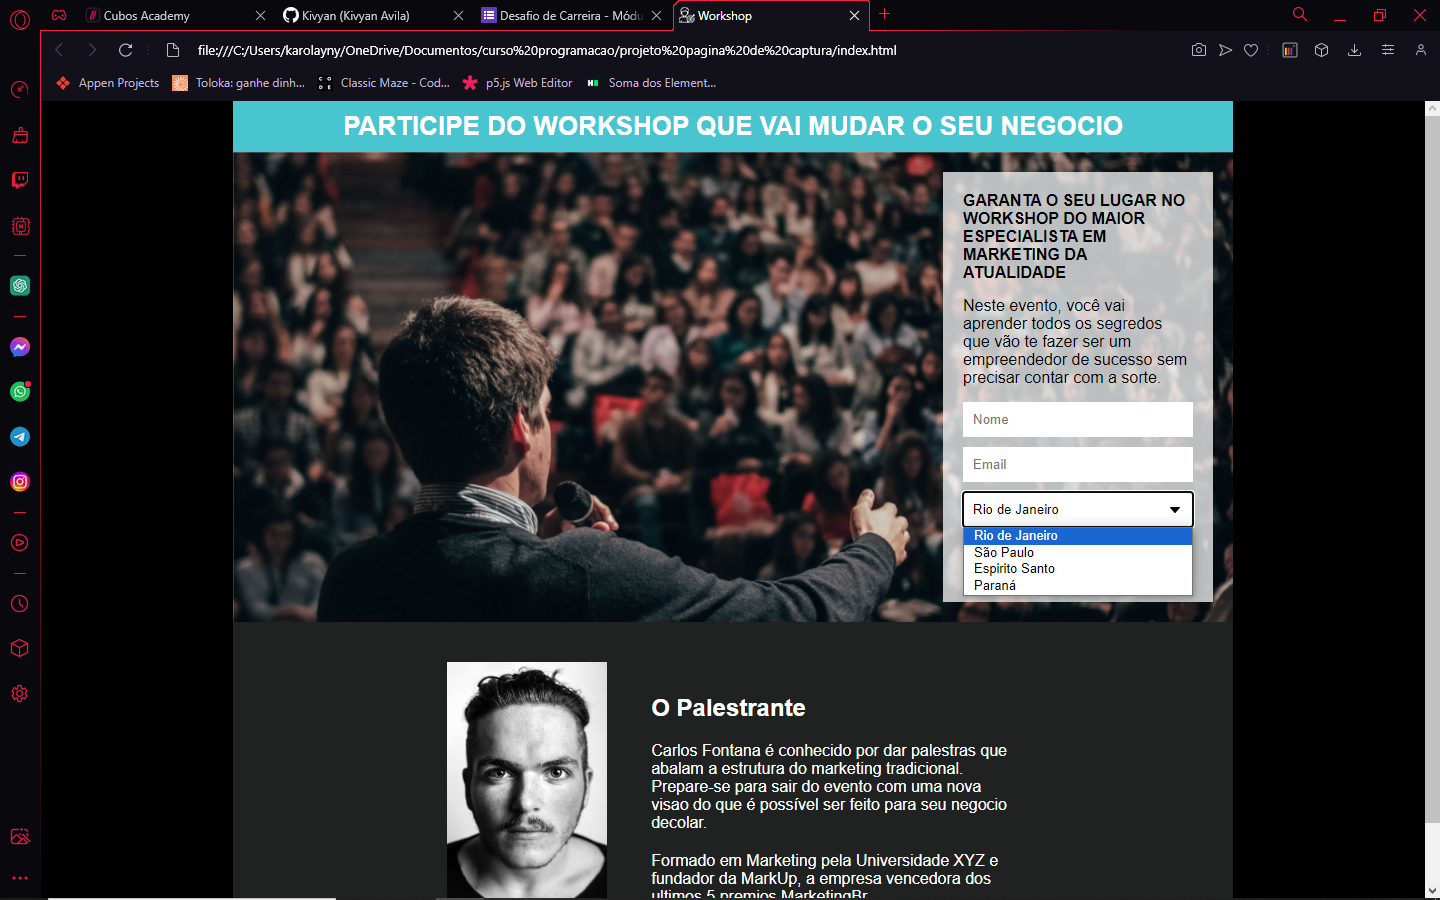 Cubos Academy
Kivyan (Kivyan Avila)
Desafio de Carreira - Módu
Workshop
file:///C:/Users/karolayny/OneDrive/Documentos/curso%20programacao/projeto%20pagina%20de%20captura/index.html
Appen Projects
Toloka: ganhe dinh...
CODE
Classic Maze - Cod...
p5.js Web Editor
Soma dos Element...
PARTICIPE DO WORKSHOP QUE VAI MUDAR O SEU NEGOCIO
GARANTA O SEU LUGAR NO
WORKSHOP DO MAIOR
ESPECIALISTA EM
MARKETING DA
ATUALIDADE
Neste evento, você vai
aprender todos os segredos
que vão te fazer ser um
empreendedor de sucesso sem
precisar contar com a sorte.
Nome
Email
Rio de Janeiro
Rio de Janeiro
São Paulo
Espirito Santo
Paraná
O Palestrante
Carlos Fontana é conhecido por dar palestras que
abalam a estrutura do marketing tradicional.
Prepare-se para sair do evento com uma nova
visao do que é possível ser feito para seu negocio
decolar.
Formado em Marketing pela Universidade XYZ e
fundador da MarkUp, a empresa vencedora dos
ultimos 5 premios MarketingBr